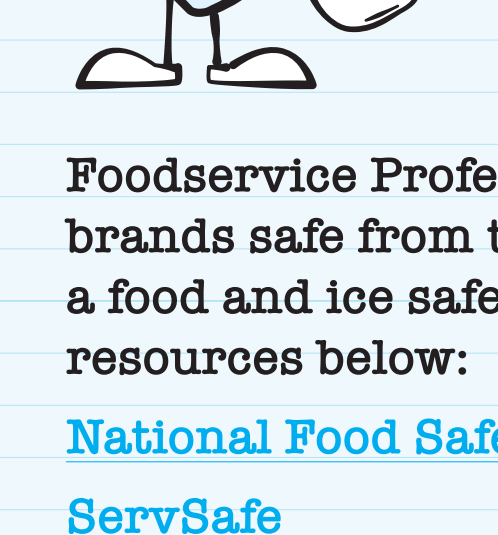 Foodservice Profe
brands safe from t
a food and ice safe
resources below:
National Food Safe
ServSafe